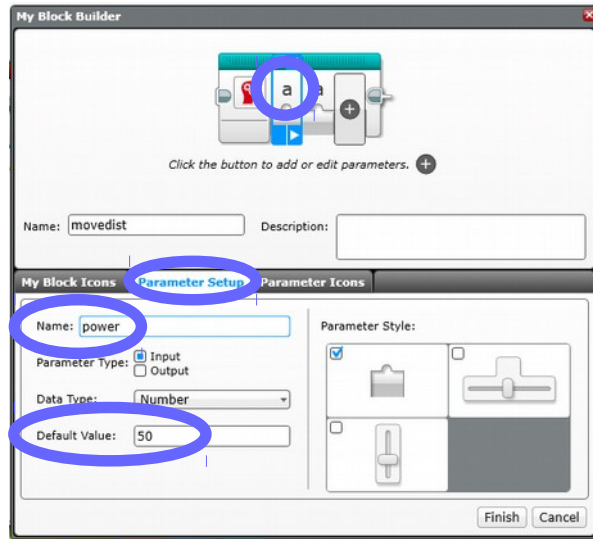 My Block Builder
a a
Click the button to add or edit parameters.
Name: movedist Description:
My Block Icons Parameter Setup Parameter Icons
Name: power
Parameter Style:
Parameter Type: Input
Output
Data Type: Number
Default Value: 50
Finish Cancel